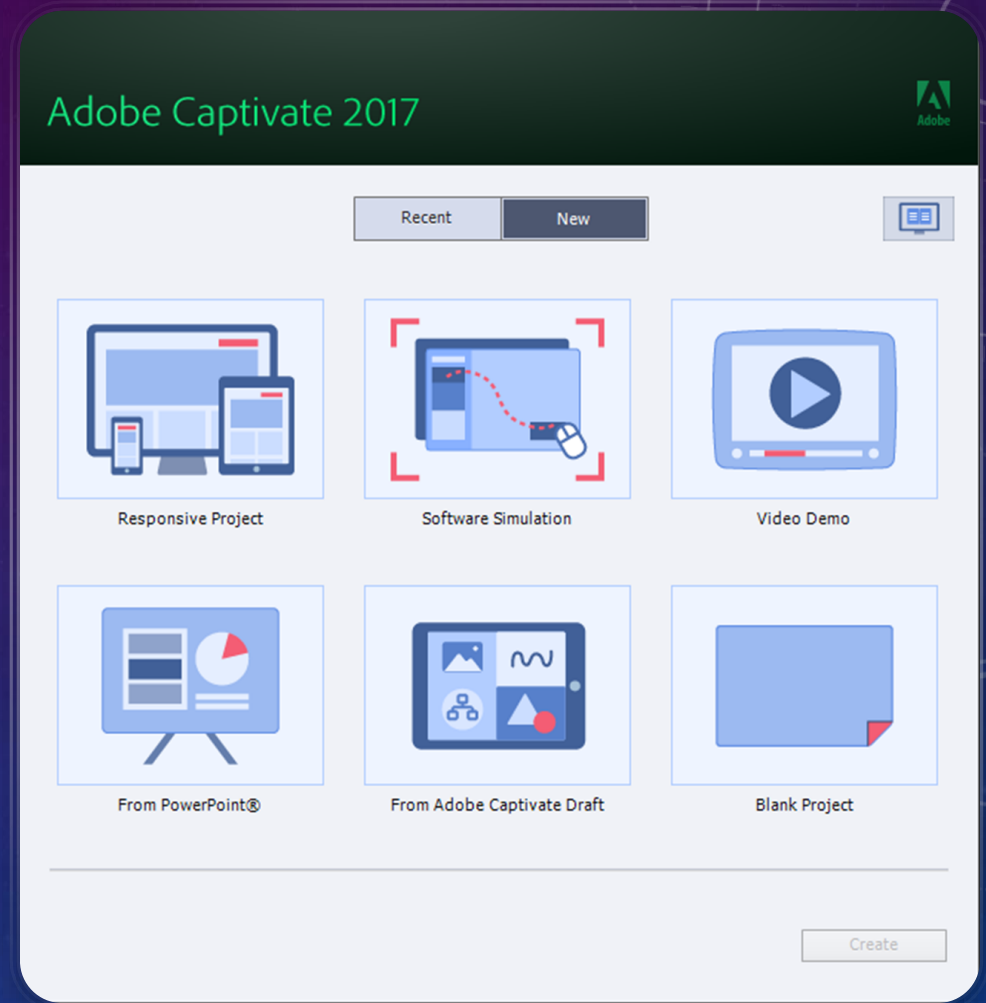 Adobe Captivate 2017
Adobe
Recent
New
Responsive Project
Software Simulation
Video Demo
From PowerPoint®
From Adobe Captivate Draft
Blank Project
Create